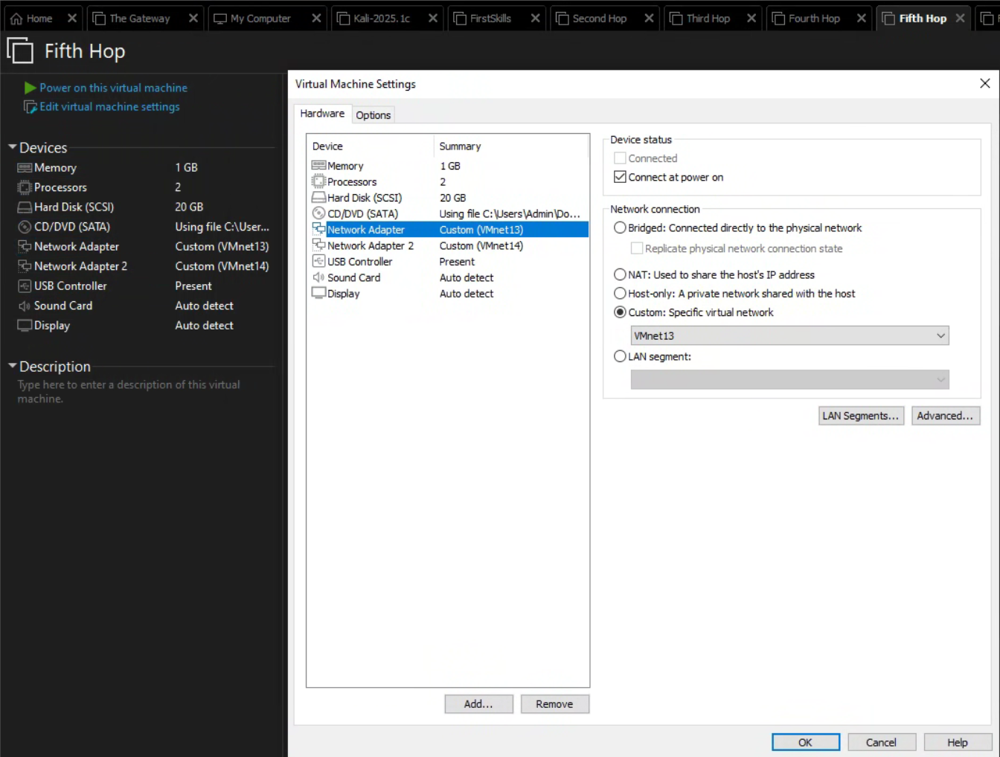 Home
The Gateway
My Computer
Kali-2025.1c
FirstSkills
Second Hop
Third Hop
Fourth Hop
Fifth Hop
Fifth Hop
Power on this virtual machine
Edit virtual machine settings
Devices
Memory 1 GB
Processors 2
Hard Disk (SCSI) 20 GB
CD/DVD (SATA) Using file C:\User...
Network Adapter Custom (VMnet13)
Network Adapter 2 Custom (VMnet14)
USB Controller Present
Sound Card Auto detect
Display Auto detect
Description
Type here to enter a description of this virtual
machine.
Virtual Machine Settings
Hardware Options
Device Summary
Memory 1 GB
Processors 2
Hard Disk (SCSI) 20 GB
CD/DVD (SATA) Using file C:\Users\Admin\Do...
Network Adapter Custom (VMnet13)
Network Adapter 2 Custom (VMnet14)
USB Controller Present
Sound Card Auto detect
Display Auto detect
Add... Remove
Device status
Connected
Connect at power on
Network connection
Bridged: Connected directly to the physical network
Replicate physical network connection state
NAT: Used to share the host's IP address
Host-only: A private network shared with the host
Custom: Specific virtual network
VMnet13
LAN segment:
LAN Segments... Advanced...
OK Cancel Help